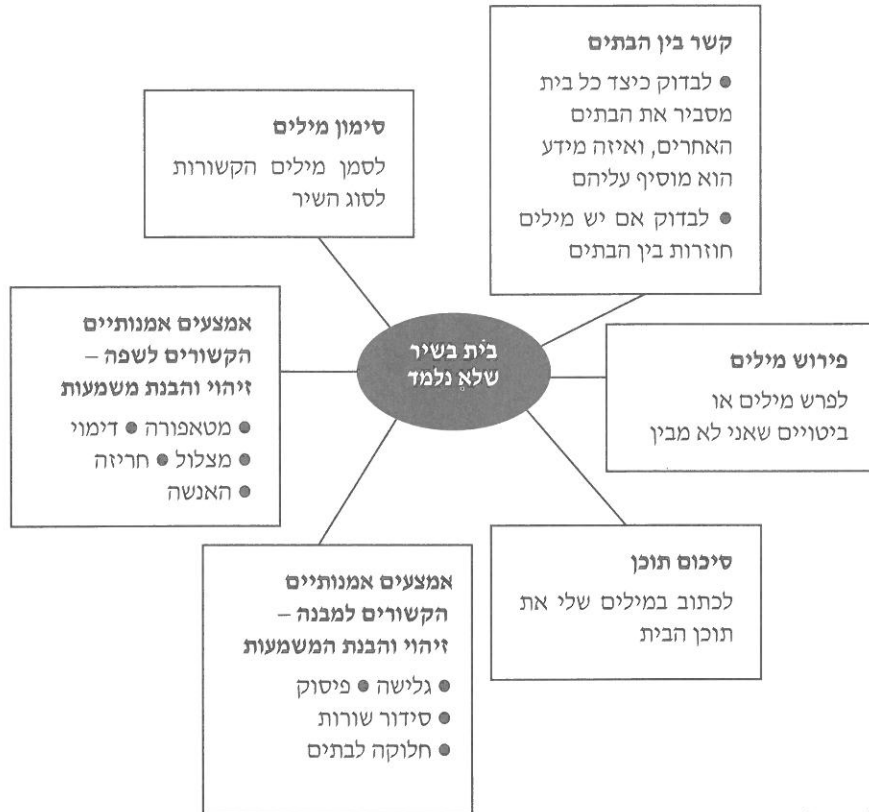 קשר בין הבתים
● לבדוק כיצד כל בית
מסביר את הבתים
האחרים, ואיזה מידע
הוא מוסיף עליהם
● לבדוק אם יש מילים
חוזרות בין הבתים
סימון מילים
לסמן מילים הקשורות
לסוג השיר
אמצעים אמנותיים
הקשורים לשפה –
זיהוי והבנת משמעות
● מטאפורה ● דימוי
● מצלול ● חריזה
● האנשה
בית בשיר
שלא נלמד
פירוש מילים
לפרש מילים או
ביטויים שאני לא מבין
סיכום תוכן
לכתוב במילים שלי את
תוכן הבית
אמצעים אמנותיים
הקשורים למבנה –
זיהוי והבנת המשמעות
● גלישה ● פיסוק
● סידור שורות
● חלוקה לבתים